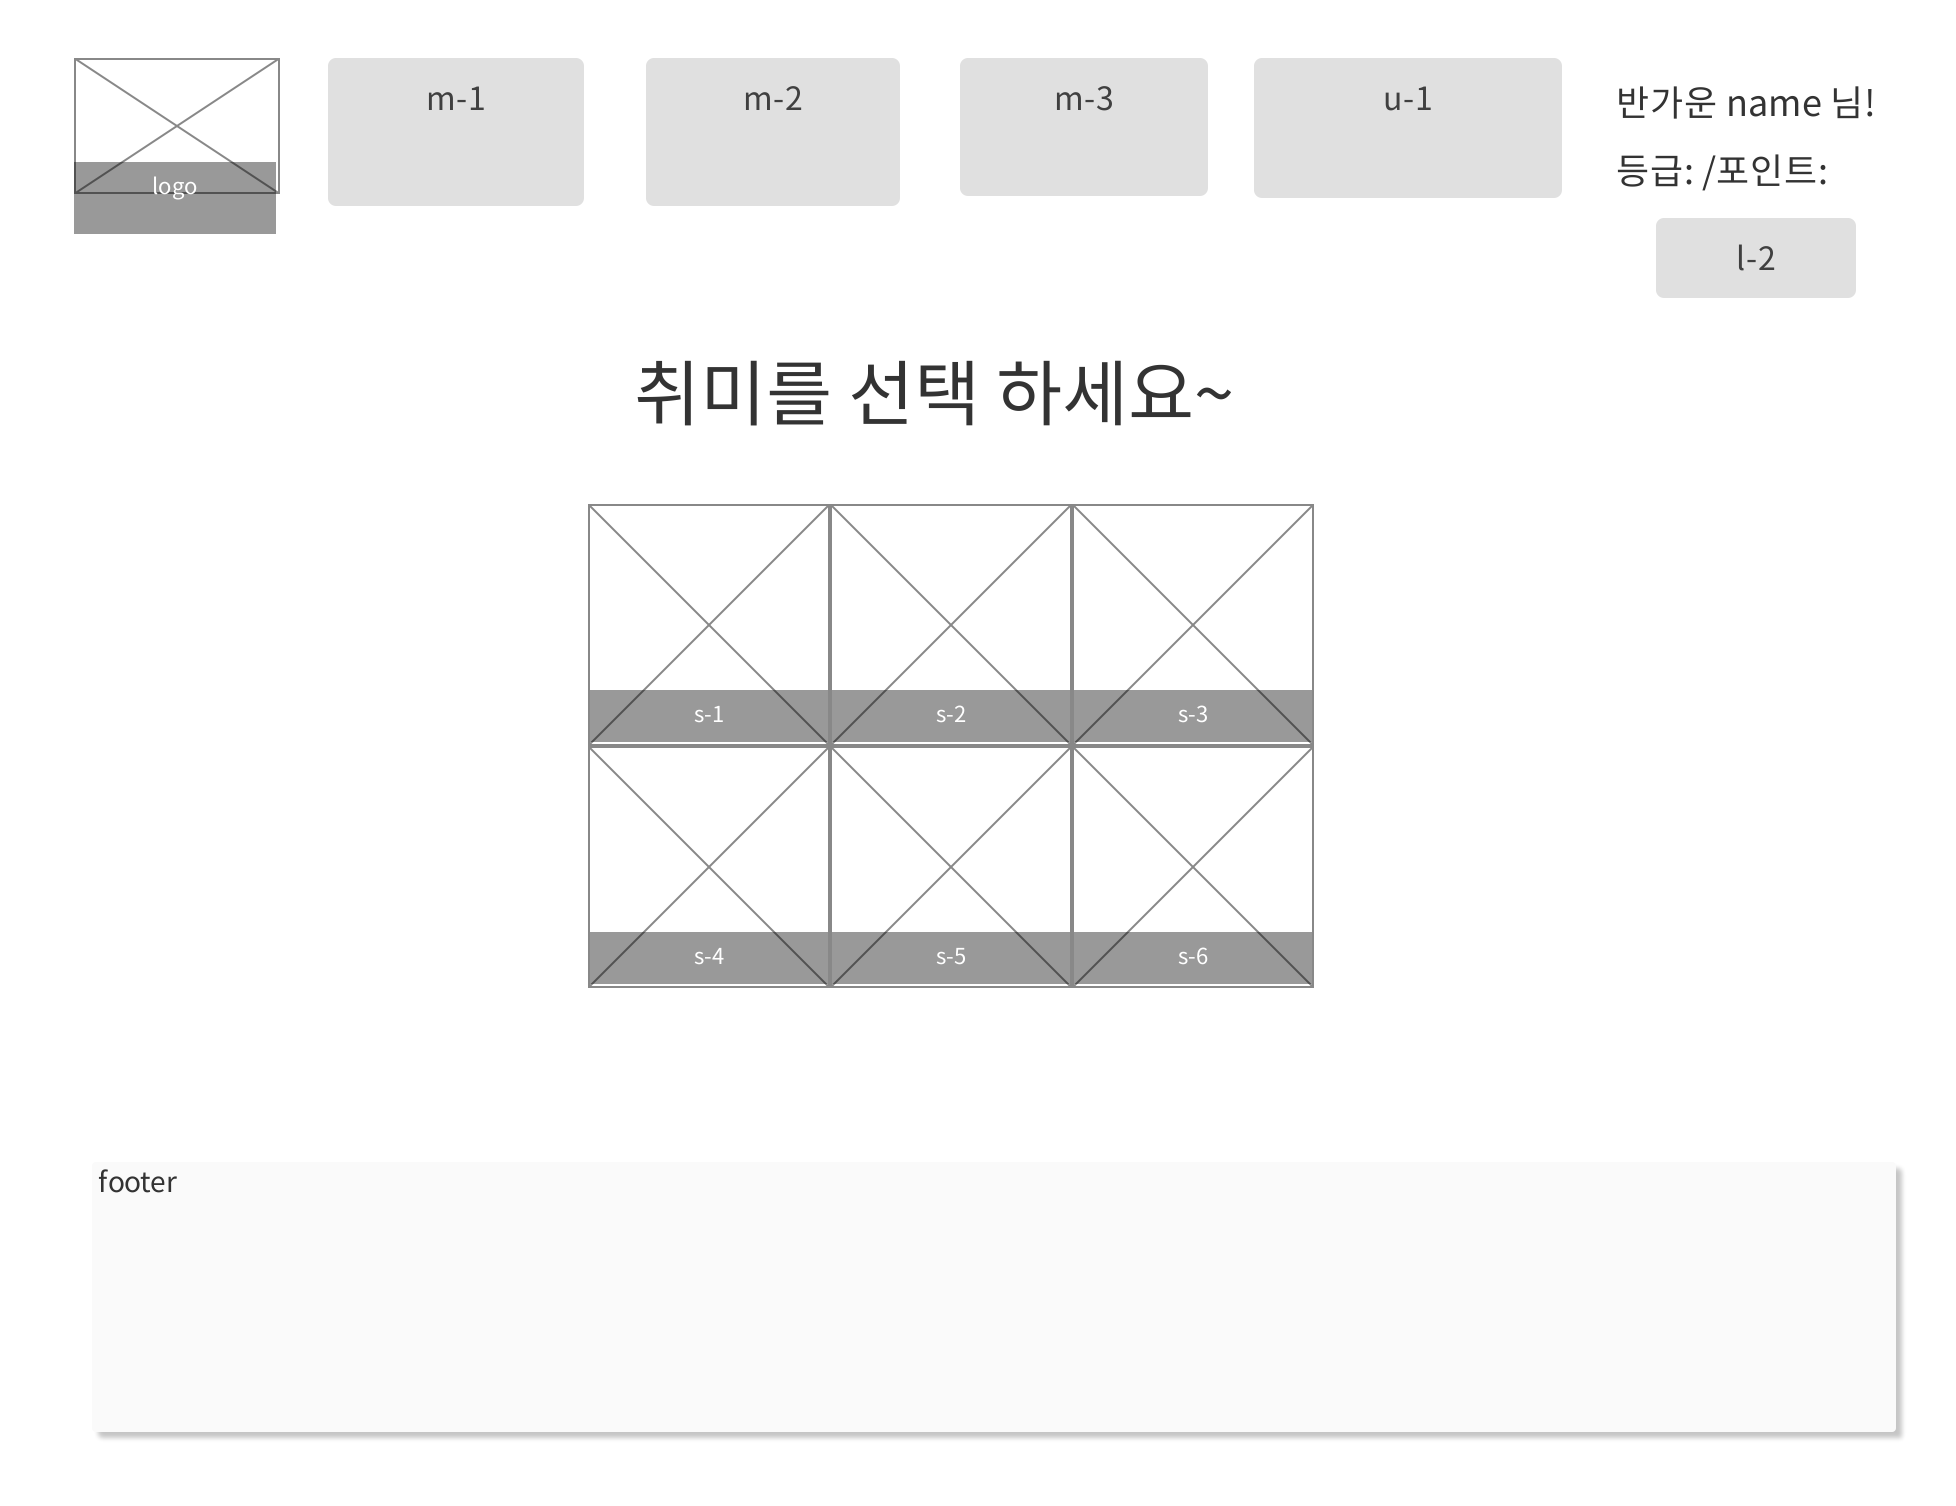 logo
m-1
m-2
m-3
u-1
반가운 name 님!
등급: /포인트:
l-2
취미를 선택 하세요~
s-1
s-2
s-3
s-4
s-5
s-6
footer